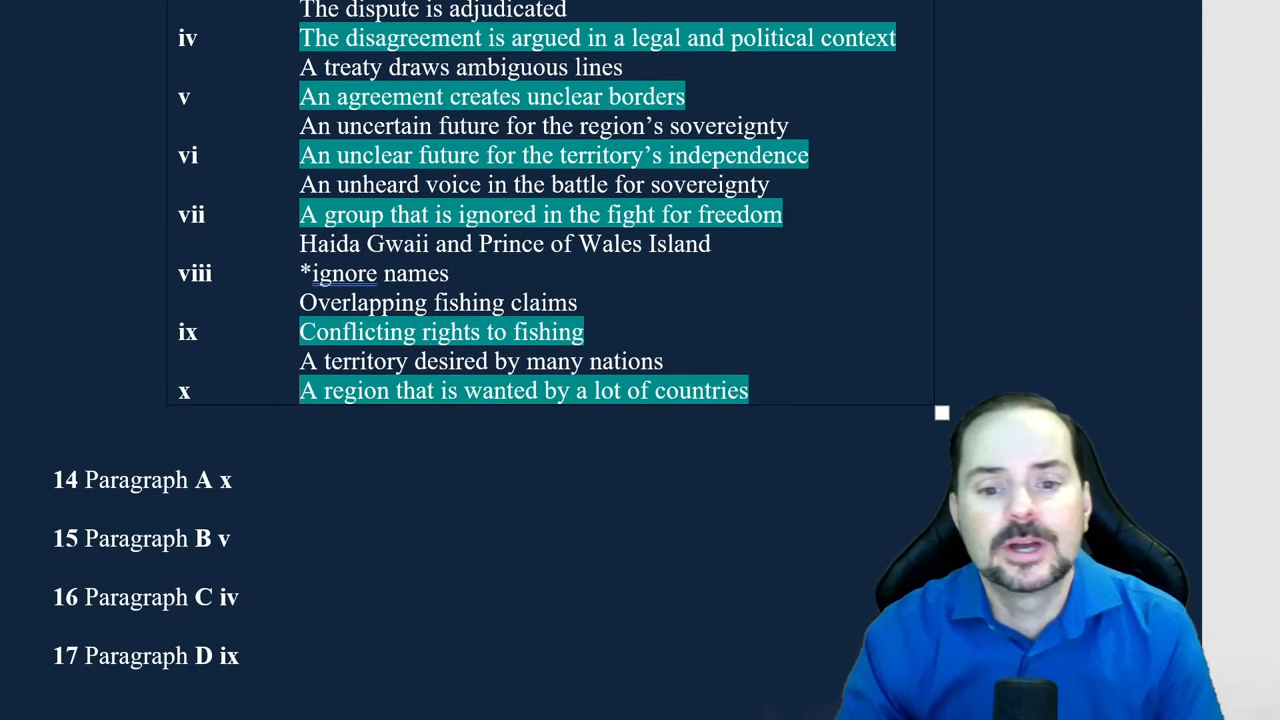 The dispute is adjudicated
iv The disagreement is argued in a legal and political context
A treaty draws ambiguous lines
v An agreement creates unclear borders
An uncertain future for the region's sovereignty
vi An unclear future for the territory's independence
An unheard voice in the battle for sovereignty
vii A group that is ignored in the fight for freedom
Haida Gwaii and Prince of Wales Island
viii *ignore names
Overlapping fishing claims
ix Conflicting rights to fishing
A territory desired by many nations
x A region that is wanted by a lot of countries
14 Paragraph A x
15 Paragraph B v
16 Paragraph C iv
17 Paragraph D ix